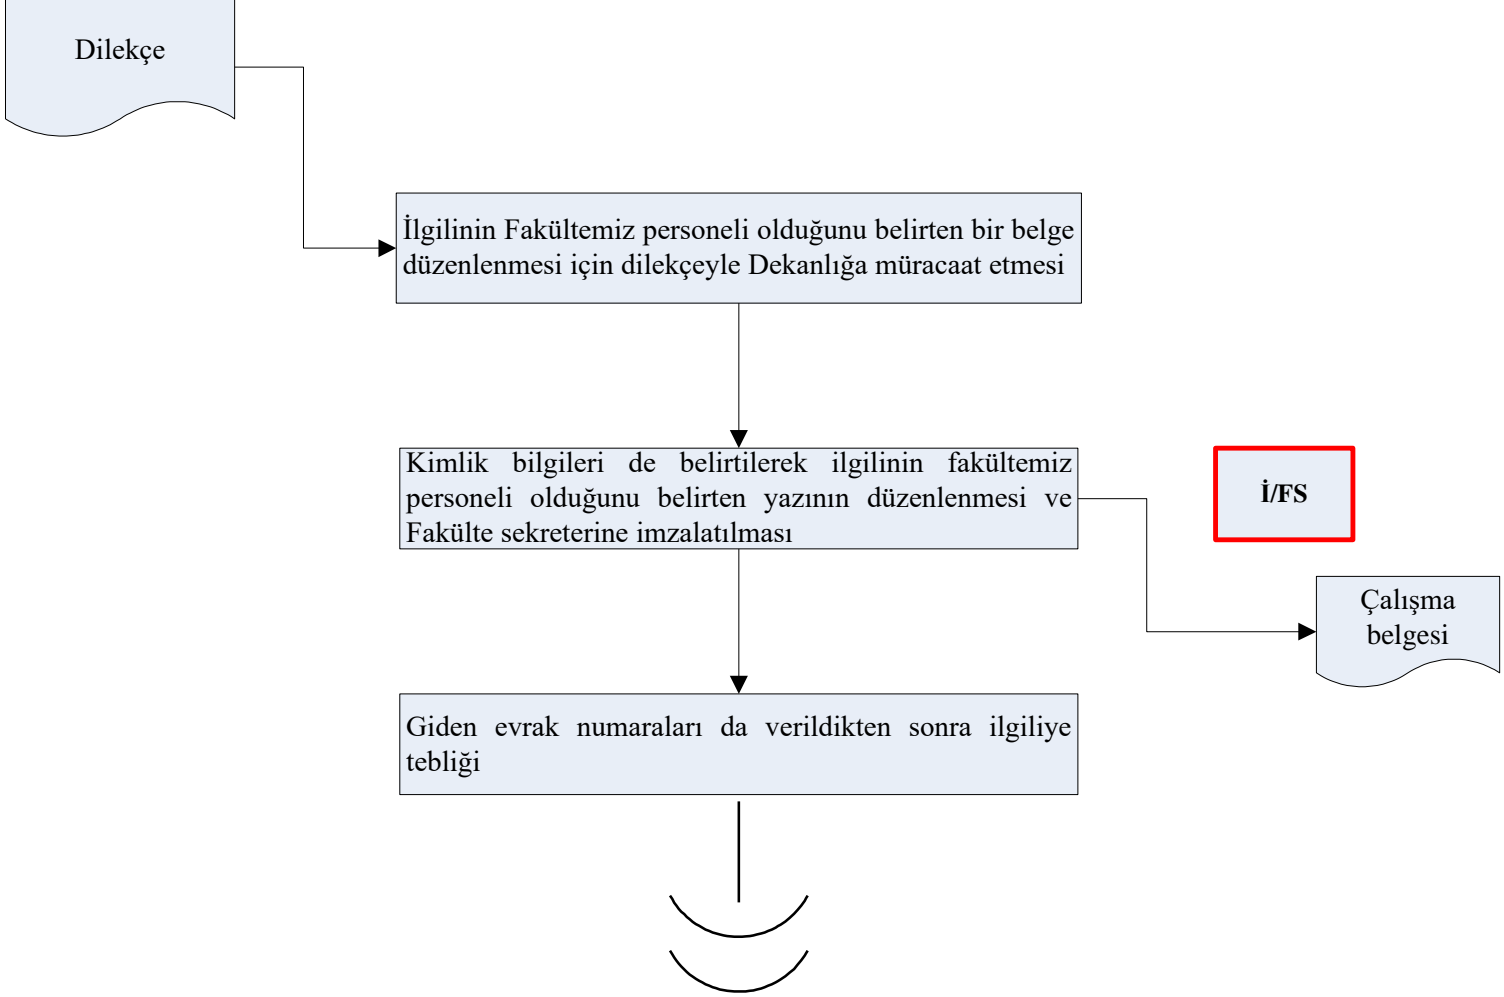 Dilekçe
İlgilinin Fakültemiz personeli olduğunu belirten bir belge
düzenlenmesi için dilekçeyle Dekanlığa müracaat etmesi
Kimlik bilgileri de belirtilerek ilgilinin fakültemiz
personeli olduğunu belirten yazının düzenlenmesi ve
Fakülte sekreterine imzalatılması
İ/FS
Çalışma
belgesi
Giden evrak numaraları da verildikten sonra ilgiliye
tebliği